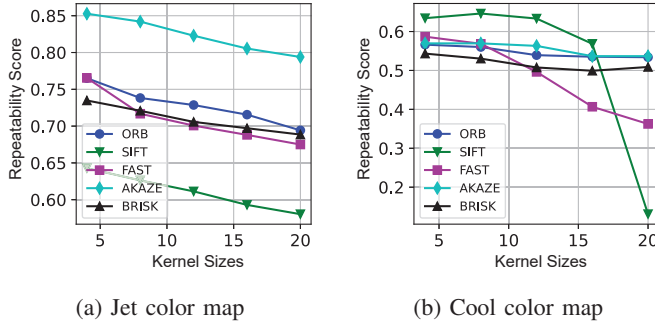 Repeatability Score
0.85
0.80
0.75
0.70
0.65
0.60
ORB
SIFT
FAST
AKAZE
BRISK
5
10
15
20
Kernel Sizes
(a) Jet color map
Repeatability Score
0.6
0.5
0.4
0.3
0.2
ORB
SIFT
FAST
AKAZE
BRISK
5
10
15
20
Kernel Sizes
(b) Cool color map